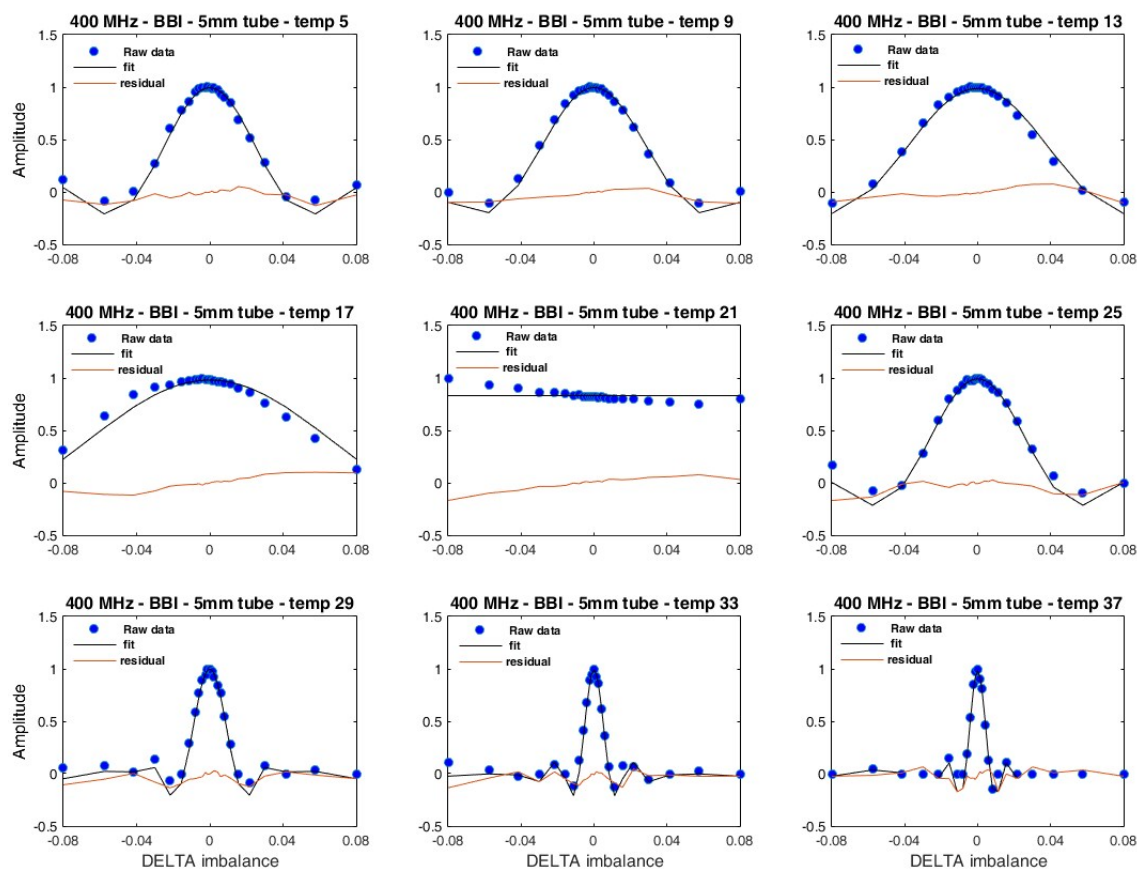 400 MHz - BBI - 5mm tube - temp 5
400 MHz - BBI - 5mm tube - temp 9
400 MHz - BBI - 5mm tube - temp 13
1.5
1
0.5
0
-0.5
Amplitude
Raw data
fit
residual
-0.08 -0.04 0 0.04 0.08
1.5
1
0.5
0
-0.5
Raw data
fit
residual
-0.08 -0.04 0 0.04 0.08
1.5
1
0.5
0
-0.5
Raw data
fit
residual
-0.08 -0.04 0 0.04 0.08
400 MHz - BBI - 5mm tube - temp 17
400 MHz - BBI - 5mm tube - temp 21
400 MHz - BBI - 5mm tube - temp 25
1.5
1
0.5
0
-0.5
Amplitude
Raw data
fit
residual
-0.08 -0.04 0 0.04 0.08
1.5
1
0.5
0
-0.5
Raw data
fit
residual
-0.08 -0.04 0 0.04 0.08
1.5
1
0.5
0
-0.5
Raw data
fit
residual
-0.08 -0.04 0 0.04 0.08
400 MHz - BBI - 5mm tube - temp 29
400 MHz - BBI - 5mm tube - temp 33
400 MHz - BBI - 5mm tube - temp 37
1.5
1
0.5
0
-0.5
Amplitude
Raw data
fit
residual
-0.08 -0.04 0 0.04 0.08
DELTA imbalance
1.5
1
0.5
0
-0.5
Raw data
fit
residual
-0.08 -0.04 0 0.04 0.08
DELTA imbalance
1.5
1
0.5
0
-0.5
Raw data
fit
residual
-0.08 -0.04 0 0.04 0.08
DELTA imbalance